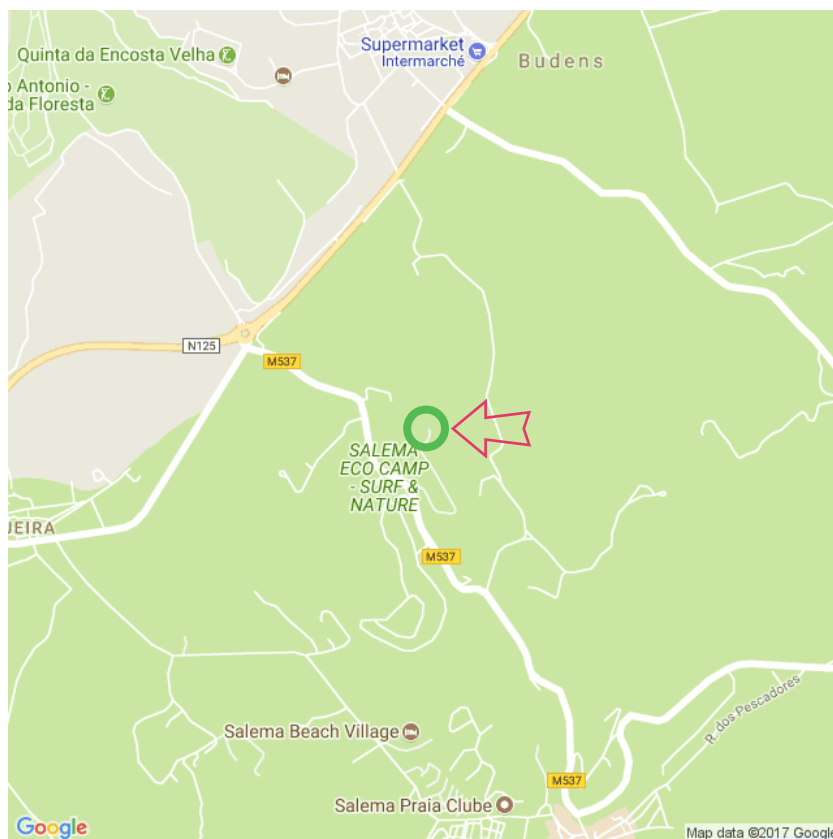 Supermarket
Intermarché
Budens
Quinta da Encosta Velha
Antonio -
da Floresta
N125
M537
SALEMA
ECO CAMP
- SURF &
NATURE
UEIRA
M537
R. dos Pescadores
Salema Beach Village
M537
Salema Praia Clube
Google
Map data ©2017 Google